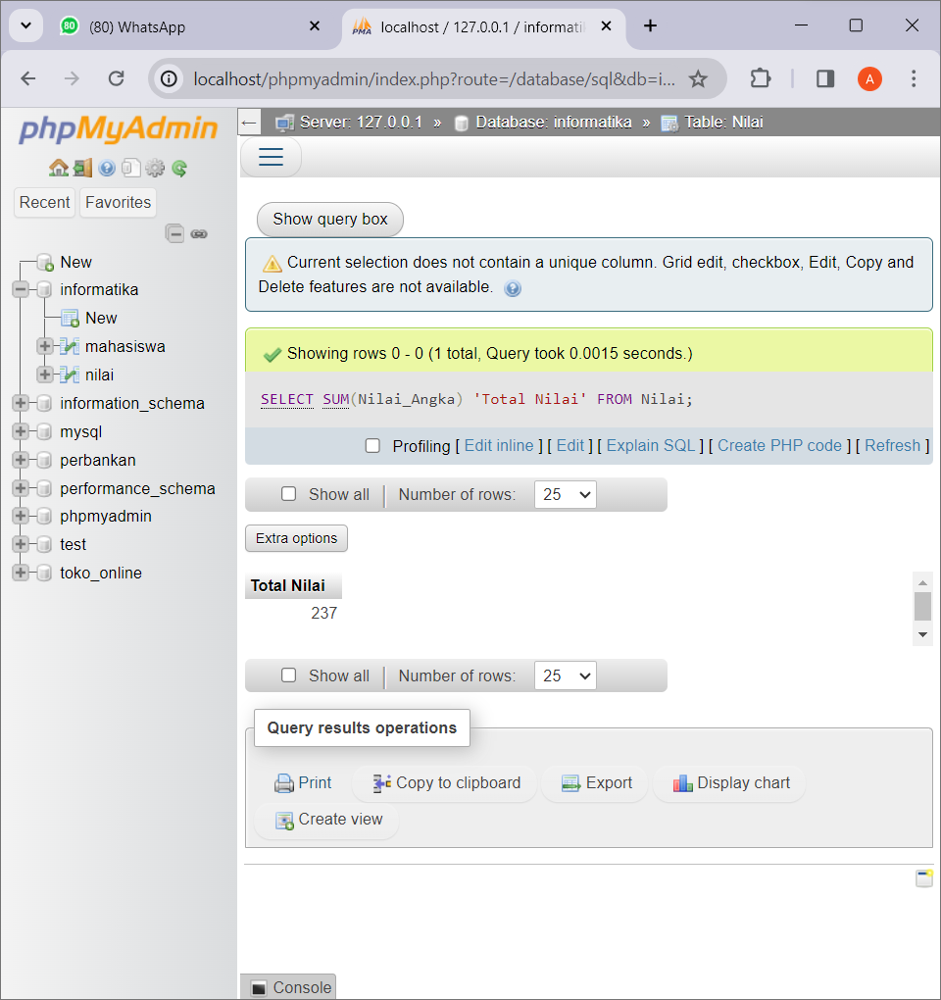 80 (80) WhatsApp
PMA localhost / 127.0.0.1 / informati
localhost/phpmyadmin/index.php?route=/database/sql&db=i...
A
phpMyAdmin
Recent Favorites
New
informatika
New
mahasiswa
nilai
information_schema
mysql
perbankan
performance_schema
phpmyadmin
test
toko_online
Server: 127.0.0.1 » Database: informatika » Table: Nilai
Show query box
Current selection does not contain a unique column. Grid edit, checkbox, Edit, Copy and
Delete features are not available.
Showing rows 0 - 0 (1 total, Query took 0.0015 seconds.)
SELECT SUM(Nilai_Angka) 'Total Nilai' FROM Nilai;
Profiling [ Edit inline ] [ Edit ] [ Explain SQL ] [ Create PHP code ] [ Refresh ]
Show all Number of rows: 25
Extra options
Total Nilai
237
Show all Number of rows: 25
Query results operations
Print Copy to clipboard Export Display chart
Create view
Console